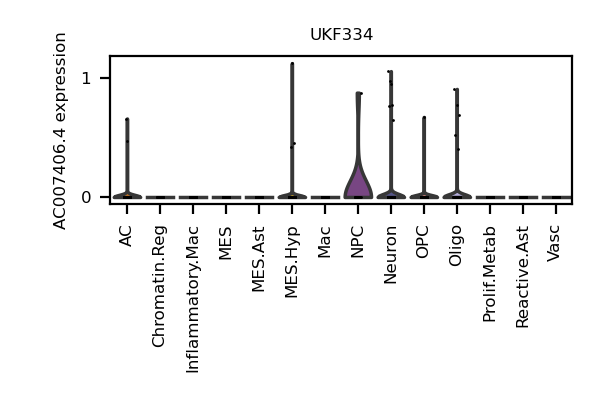 UKF334
AC007406.4 expression
1
0
AC
Chromatin.Reg
Inflammatory.Mac
MES
MES.Ast
MES.Hyp
Mac
NPC
Neuron
OPC
Oligo
Prolif.Metab
Reactive.Ast
Vasc